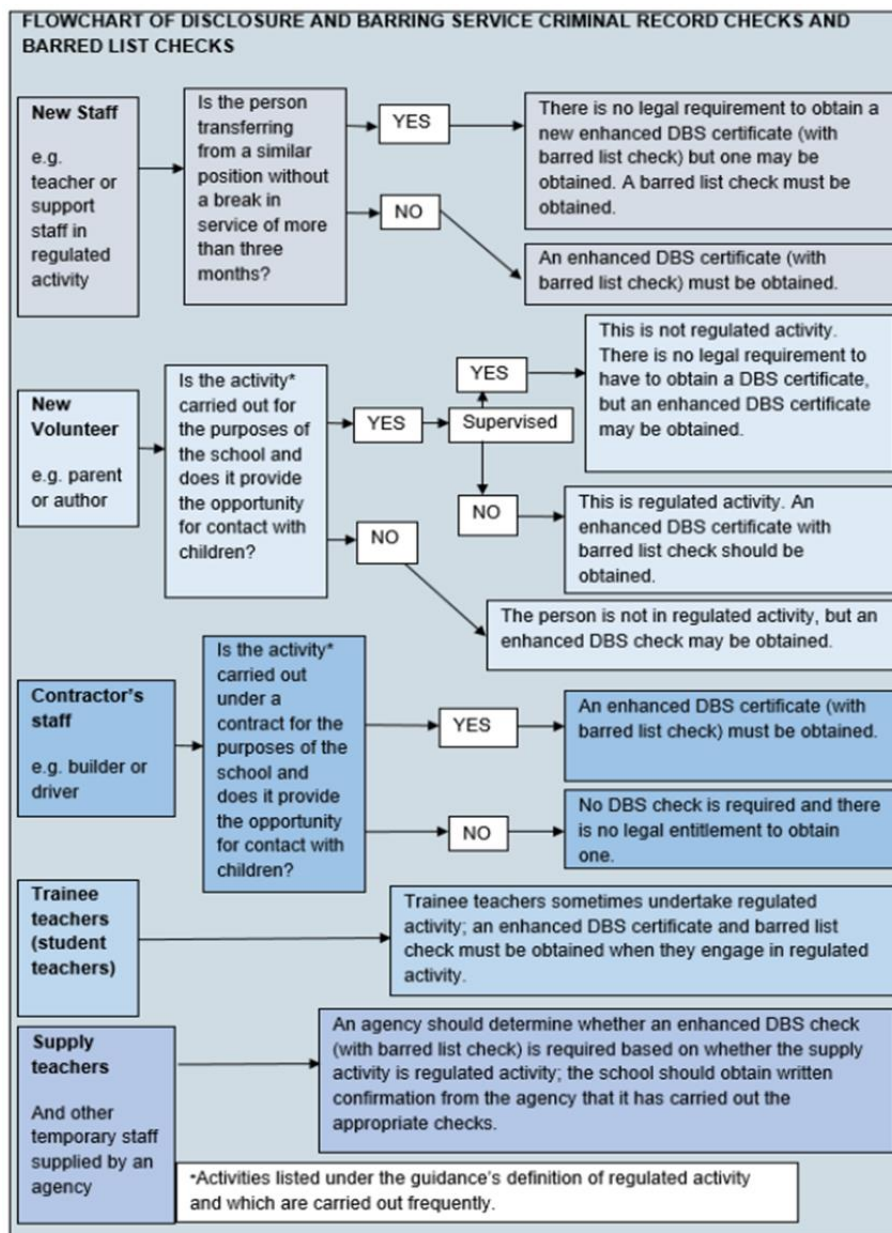 FLOWCHART OF DISCLOSURE AND BARRING SERVICE CRIMINAL RECORD CHECKS AND
BARRED LIST CHECKS
New Staff
e.g.
teacher or
support
staff in
regulated
activity
Is the person
transferring
from a similar
position without
a break in
service of more
than three
months?
YES
There is no legal requirement to obtain a
new enhanced DBS certificate (with
barred list check) but one may be
obtained. A barred list check must be
obtained.
NO
An enhanced DBS certificate (with
barred list check) must be obtained.
New
Volunteer
e.g. parent
or author
Is the activity*
carried out for
the purposes of
the school and
does it provide
the opportunity
for contact with
children?
YES
Supervised
YES
This is not regulated activity.
There is no legal requirement to
have to obtain a DBS certificate,
but an enhanced DBS certificate
may be obtained.
NO
This is regulated activity. An
enhanced DBS certificate with
barred list check should be
obtained.
NO
The person is not in regulated activity, but an
enhanced DBS check may be obtained.
Contractor's
staff
e.g. builder or
driver
Is the activity*
carried out
under a
contract for the
purposes of the
school and
does it provide
the opportunity
for contact with
children?
YES
An enhanced DBS certificate (with
barred list check) must be obtained.
NO
No DBS check is required and there
is no legal entitlement to obtain
one.
Trainee
teachers
(student
teachers)
Trainee teachers sometimes undertake regulated
activity; an enhanced DBS certificate and barred list
check must be obtained when they engage in regulated
activity.
Supply
teachers
And other
temporary staff
supplied by an
agency
An agency should determine whether an enhanced DBS check
(with barred list check) is required based on whether the supply
activity is regulated activity; the school should obtain written
confirmation from the agency that it has carried out the
appropriate checks.
*Activities listed under the guidance's definition of regulated activity
and which are carried out frequently.